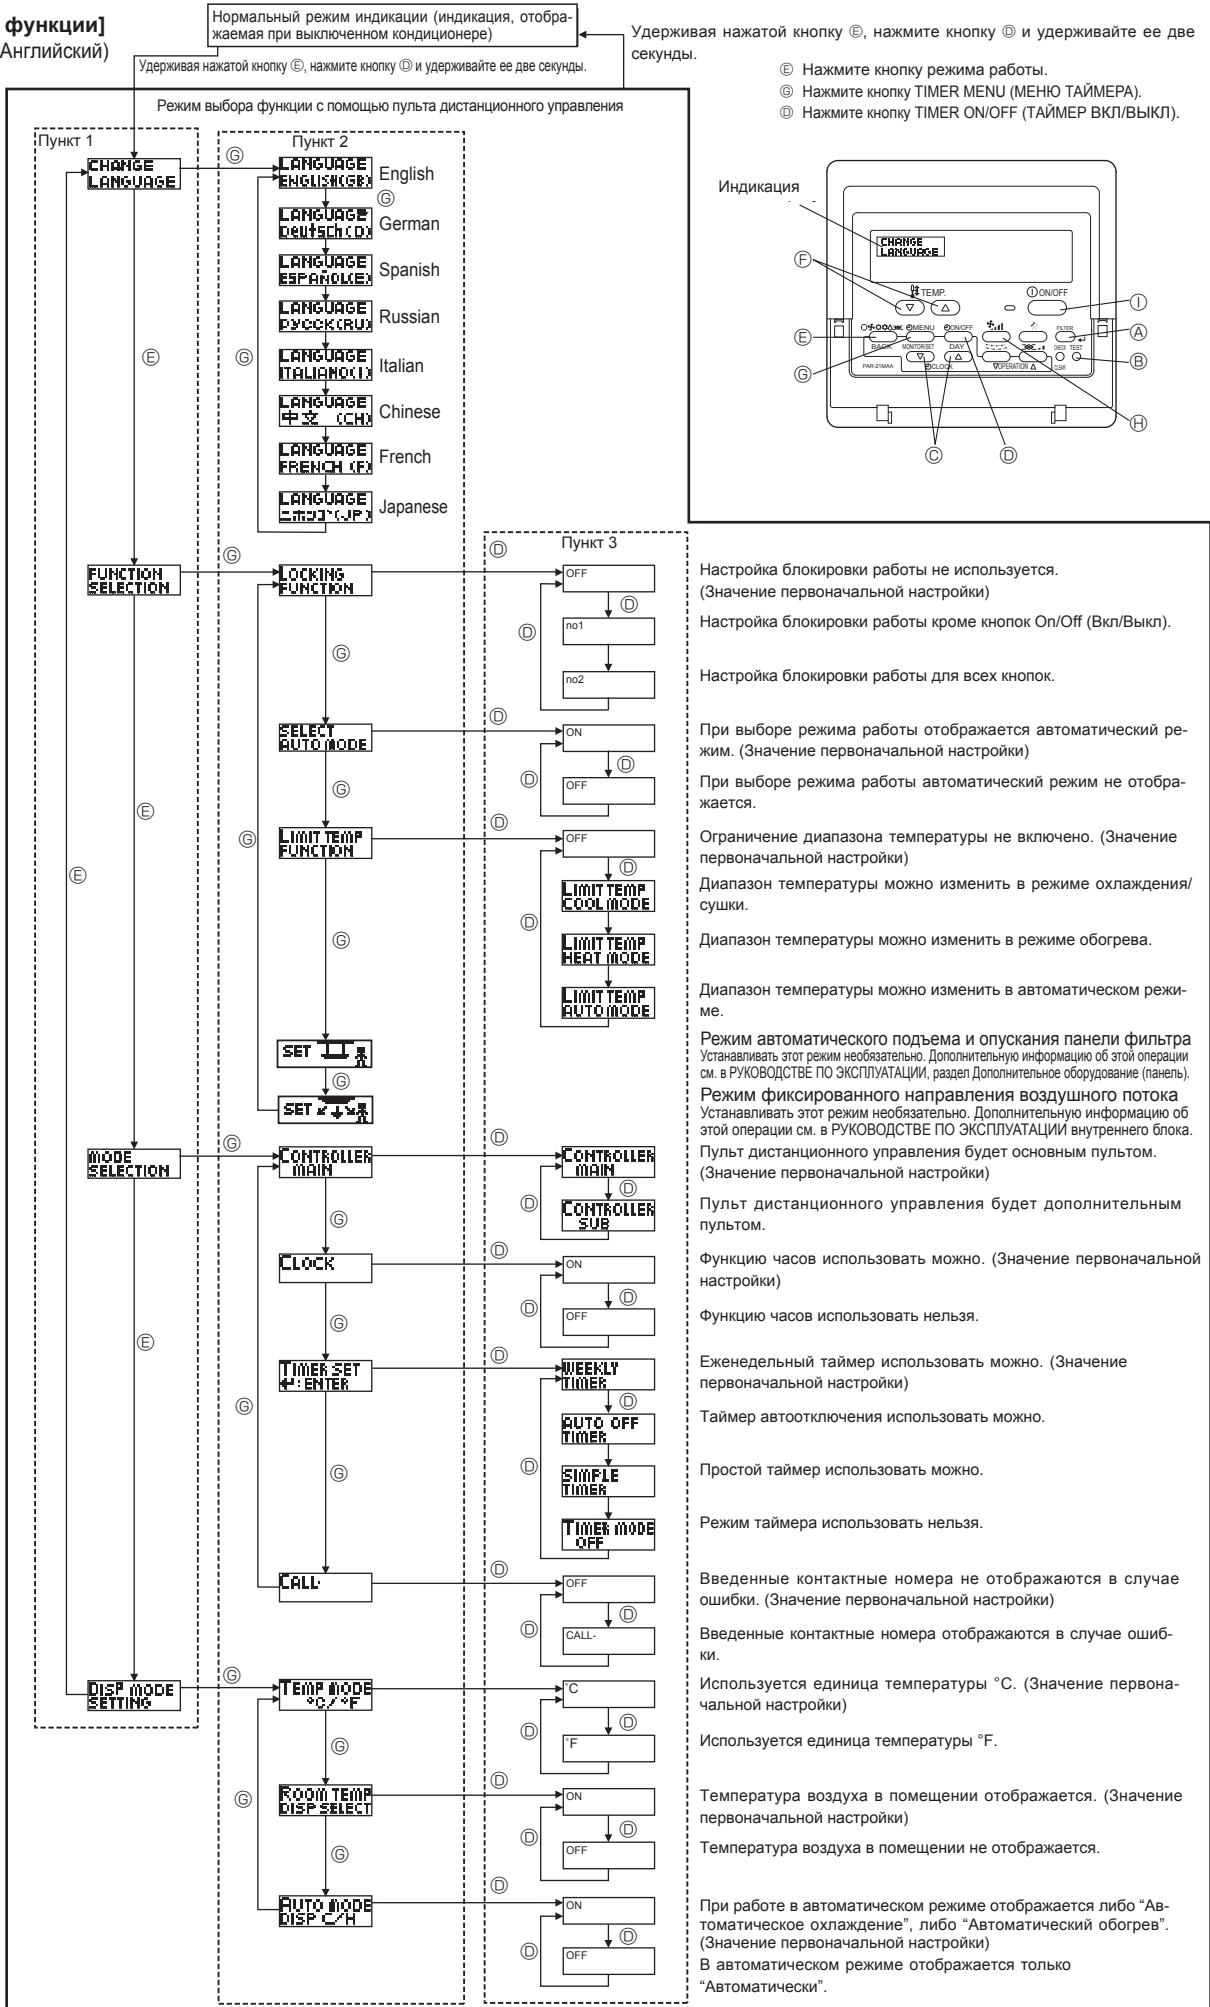 функции]
Английский)
Нормальный режим индикации (индикация, отобра-
жаемая при выключенном кондиционере)
Удерживая нажатой кнопку Ⓔ, нажмите кнопку Ⓓ и удерживайте ее две секунды.
Удерживая нажатой кнопку Ⓔ, нажмите кнопку Ⓓ и удерживайте ее две
секунды.
Ⓔ Нажмите кнопку режима работы.
Ⓖ Нажмите кнопку TIMER MENU (МЕНЮ ТАЙМЕРА).
Ⓓ Нажмите кнопку TIMER ON/OFF (ТАЙМЕР ВКЛ/ВЫКЛ).
Режим выбора функции с помощью пульта дистанционного управления
Индикация
CHANGE
LANGUAGE
TEMP.
ON/OFF
MENU
ON/OFF
FILTER
BACK
MONITOR/SET
DAY
CHECK TEST
PAR-21MAA
CLOCK
OPERATION
CLEAR
Ⓕ
Ⓔ
Ⓖ
Ⓒ
Ⓓ
Ⓘ
Ⓐ
Ⓑ
Ⓗ
Пункт 1
Пункт 2
Пункт 3
CHANGE
LANGUAGE
Ⓖ
LANGUAGE
ENGLISH(GB)
English
Ⓖ
LANGUAGE
Deutsch(D)
German
LANGUAGE
ESPAÑOL(E)
Spanish
LANGUAGE
РУССК(RU)
Russian
LANGUAGE
ITALIANO(I)
Italian
LANGUAGE
中文 (CH)
Chinese
LANGUAGE
FRENCH (F)
French
LANGUAGE
ニホンゴ(JP)
Japanese
Ⓔ
Ⓖ
FUNCTION
SELECTION
Ⓖ
LOCKING
FUNCTION
Ⓓ
OFF
Настройка блокировки работы не используется.
(Значение первоначальной настройки)
Ⓓ
no1
Настройка блокировки работы кроме кнопок On/Off (Вкл/Выкл).
Ⓓ
Ⓖ
no2
Настройка блокировки работы для всех кнопок.
SELECT
AUTO MODE
Ⓓ
ON
При выборе режима работы отображается автоматический ре-
жим. (Значение первоначальной настройки)
Ⓓ
Ⓓ
Ⓖ
OFF
При выборе режима работы автоматический режим не отобра-
жается.
Ⓔ
Ⓖ
LIMIT TEMP
FUNCTION
Ⓓ
OFF
Ограничение диапазона температуры не включено. (Значение
первоначальной настройки)
Ⓔ
Ⓓ
LIMIT TEMP
COOL MODE
Диапазон температуры можно изменить в режиме охлаждения/
сушки.
Ⓓ
Ⓖ
LIMIT TEMP
HEAT MODE
Диапазон температуры можно изменить в режиме обогрева.
LIMIT TEMP
AUTO MODE
Диапазон температуры можно изменить в автоматическом режи-
ме.
SET
Режим автоматического подъема и опускания панели фильтра
Устанавливать этот режим необязательно. Дополнительную информацию об этой операции
см. в РУКОВОДСТВЕ ПО ЭКСПЛУАТАЦИИ, раздел Дополнительное оборудование (панель).
Ⓖ
SET
Режим фиксированного направления воздушного потока
Устанавливать этот режим необязательно. Дополнительную информацию об
этой операции см. в РУКОВОДСТВЕ ПО ЭКСПЛУАТАЦИИ внутреннего блока.
MODE
SELECTION
Ⓖ
CONTROLLER
MAIN
Ⓓ
CONTROLLER
MAIN
Пульт дистанционного управления будет основным пультом.
(Значение первоначальной настройки)
Ⓓ
Ⓓ
Ⓖ
CONTROLLER
SUB
Пульт дистанционного управления будет дополнительным
пультом.
CLOCK
Ⓓ
ON
Функцию часов использовать можно. (Значение первоначальной
настройки)
Ⓓ
Ⓓ
Ⓖ
OFF
Функцию часов использовать нельзя.
Ⓔ
TIMER SET
↵:ENTER
Ⓓ
WEEKLY
TIMER
Еженедельный таймер использовать можно. (Значение
первоначальной настройки)
Ⓖ
Ⓓ
AUTO OFF
TIMER
Таймер автоотключения использовать можно.
Ⓓ
Ⓖ
SIMPLE
TIMER
Простой таймер использовать можно.
TIMER MODE
OFF
Режим таймера использовать нельзя.
CALL-
Ⓓ
OFF
Введенные контактные номера не отображаются в случае
ошибки. (Значение первоначальной настройки)
Ⓓ
Ⓓ
CALL-
Введенные контактные номера отображаются в случае ошиб-
ки.
DISP MODE
SETTING
Ⓖ
TEMP MODE
°C/°F
Ⓓ
°C
Используется единица температуры °C. (Значение первона-
чальной настройки)
Ⓓ
Ⓓ
Ⓖ
°F
Используется единица температуры °F.
Ⓖ
ROOM TEMP
DISP SELECT
Ⓓ
ON
Температура воздуха в помещении отображается. (Значение
первоначальной настройки)
Ⓓ
Ⓓ
Ⓖ
OFF
Температура воздуха в помещении не отображается.
AUTO MODE
DISP C/H
Ⓓ
ON
При работе в автоматическом режиме отображается либо “Ав-
томатическое охлаждение”, либо “Автоматический обогрев”.
(Значение первоначальной настройки)
Ⓓ
Ⓓ
OFF
В автоматическом режиме отображается только
“Автоматически”.